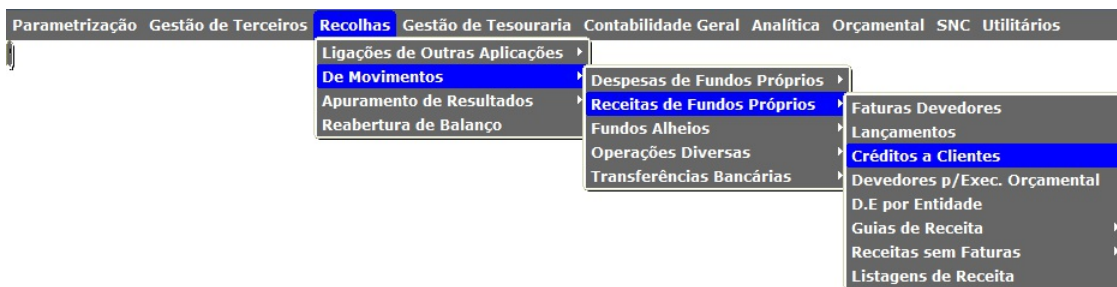 Parametrização Gestão de Terceiros Recolhas Gestão de Tesouraria Contabilidade Geral Analítica Orçamental SNC Utilitários
Ligações de Outras Aplicações
De Movimentos
Apuramento de Resultados
Reabertura de Balanço
Despesas de Fundos Próprios
Receitas de Fundos Próprios
Fundos Alheios
Operações Diversas
Transferências Bancárias
Faturas Devedores
Lançamentos
Créditos a Clientes
Devedores p/Exec. Orçamental
D.E por Entidade
Guias de Receita
Receitas sem Faturas
Listagens de Receita